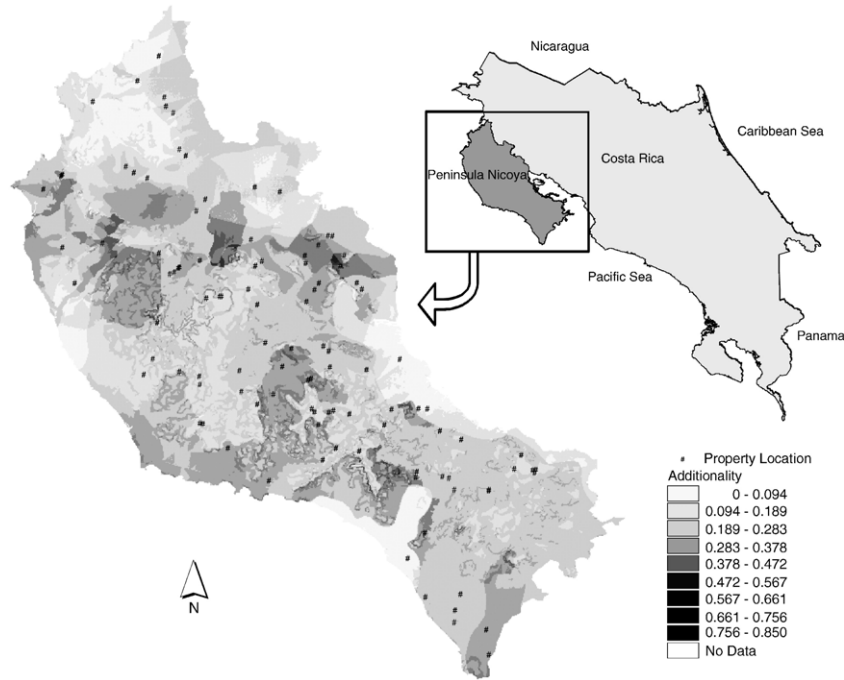 Nicaragua
Caribbean Sea
Costa Rica
Peninsula Nicoya
Pacific Sea
Panama
N
# Property Location
Additionality
0 - 0.094
0.094 - 0.189
0.189 - 0.283
0.283 - 0.378
0.378 - 0.472
0.472 - 0.567
0.567 - 0.661
0.661 - 0.756
0.756 - 0.850
No Data